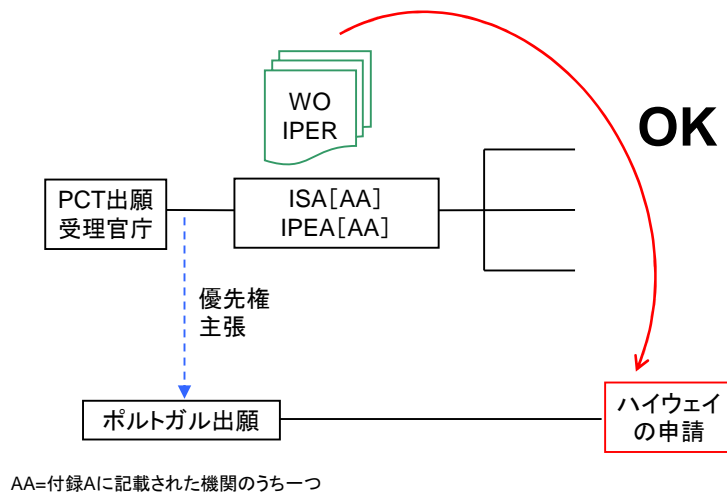 WO
IPER
OK
PCT出願
受理官庁
ISA[AA]
IPEA[AA]
優先権
主張
ポルトガル出願
ハイウェイ
の申請
AA=付録Aに記載された機関のうち一つ